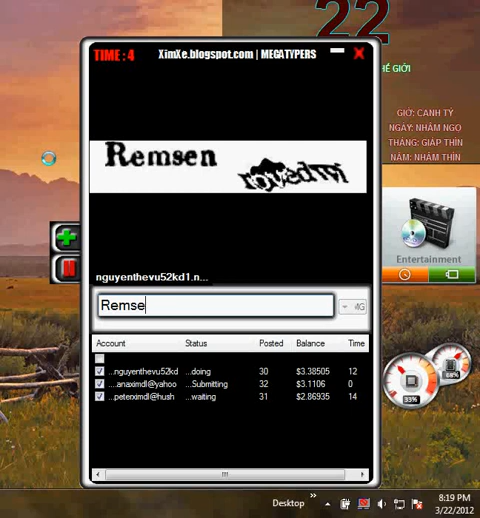 22
HẾ GIỚI
GIỜ: CANH TÝ
NGÀY: NHÂM NGỌ
THÁNG: GIÁP THÌN
NĂM: NHÂM THÌN
TIME : 4
XimXe.blogspot.com | MEGATYPERS
Remsen
nguyenthevu52kd1.n...
Remse
4G
Account Status Posted Balance Time
...nguyenthevu52kd ...doing 30 $3.38505 12
...anaximdl@yahoo ...Submitting 32 $3.1106 0
...peterximdl@hush ...waiting 31 $2.86935 14
Entertainment
33%
68%
Desktop
8:19 PM
3/22/2012